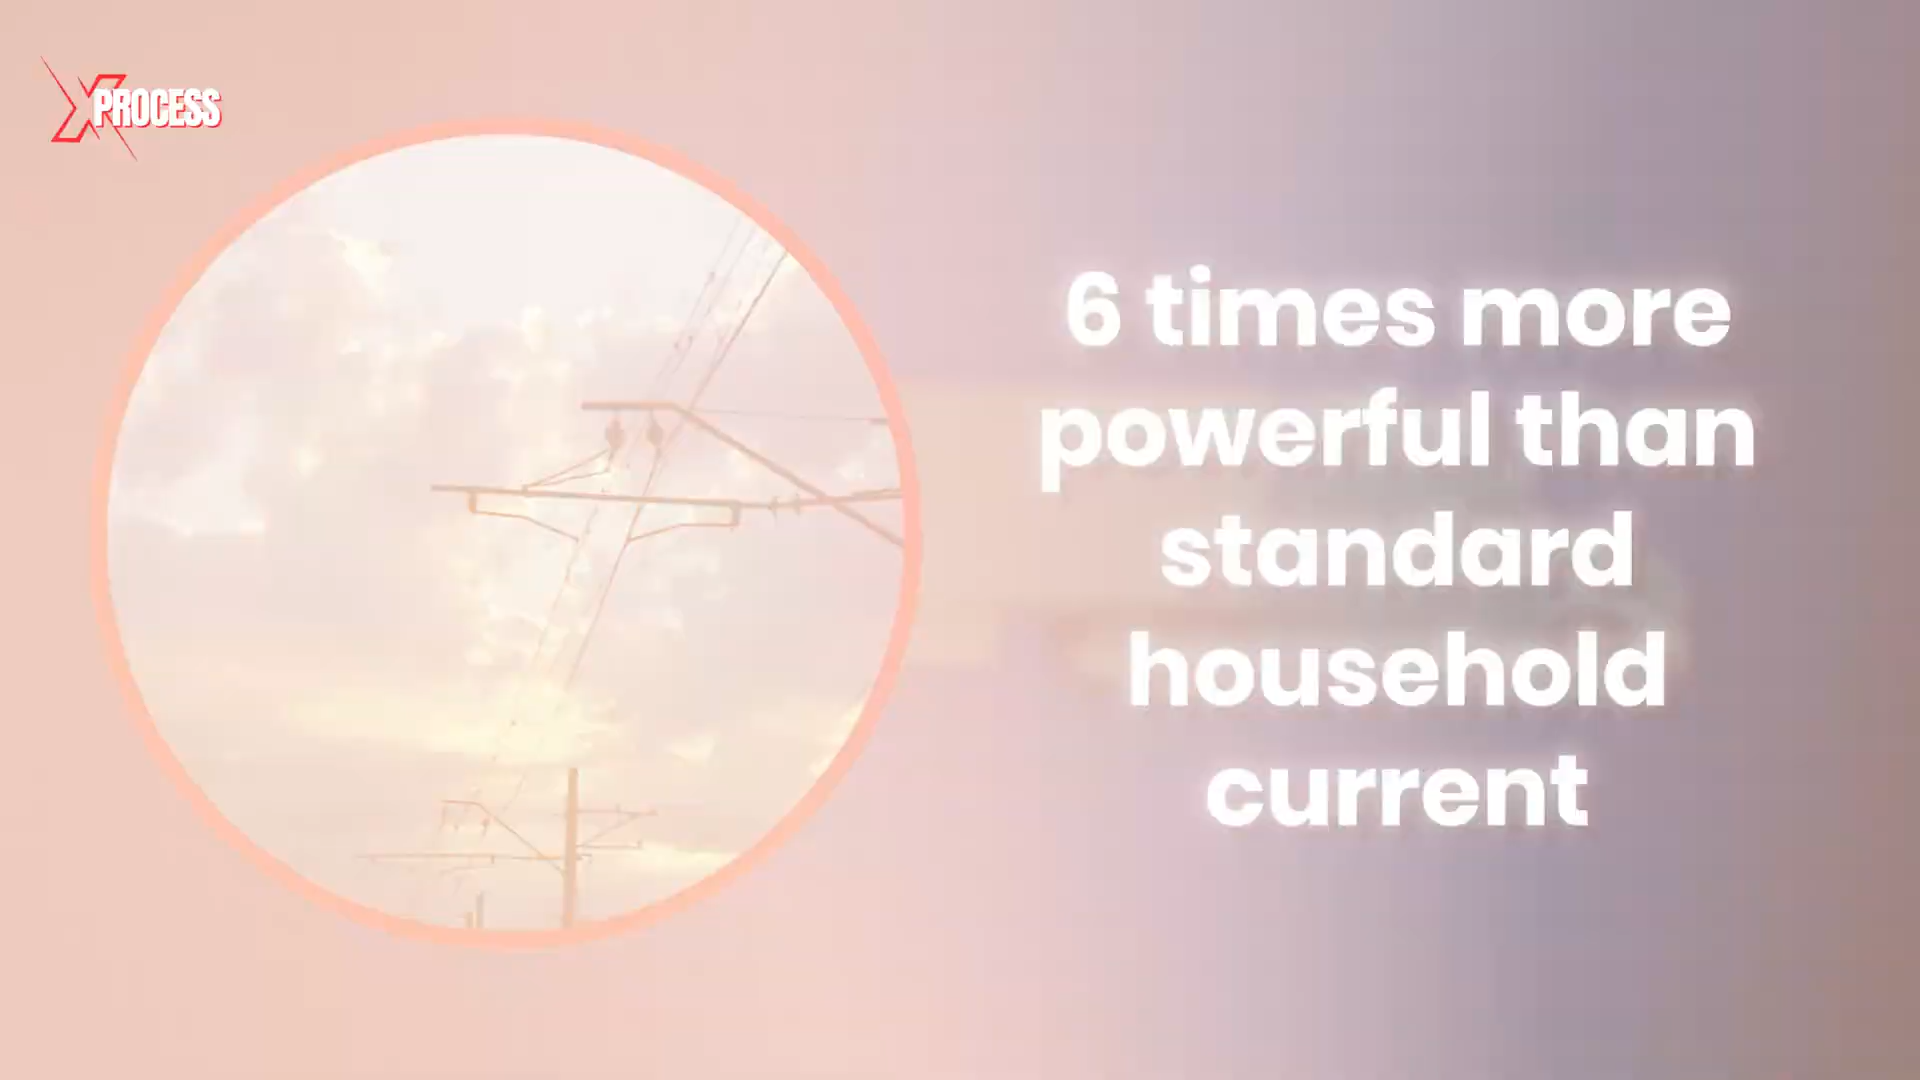 XPROCESS
6 times more
powerful than
standard
household
current